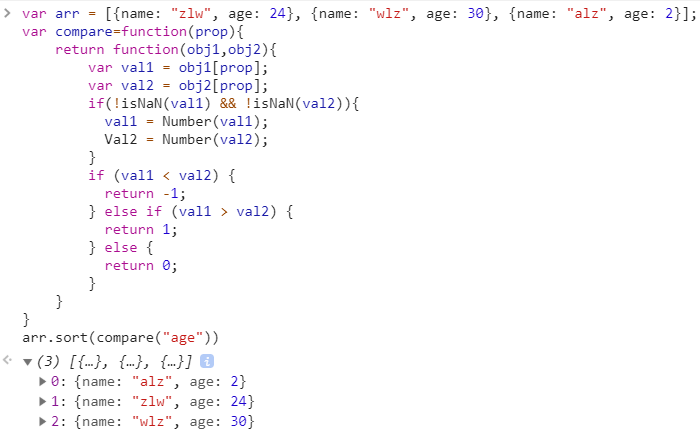 var arr = [{name: "zlw", age: 24}, {name: "wlz", age: 30}, {name: "alz", age: 2}];
var compare=function(prop){
return function(obj1,obj2){
var val1 = obj1[prop];
var val2 = obj2[prop];
if(!isNaN(val1) && !isNaN(val2)){
val1 = Number(val1);
Val2 = Number(val2);
}
if (val1 < val2) {
return -1;
} else if (val1 > val2) {
return 1;
} else {
return 0;
}
}
}
arr.sort(compare("age"))
(3) [{…}, {…}, {…}] i
0: {name: "alz", age: 2}
1: {name: "zlw", age: 24}
2: {name: "wlz", age: 30}